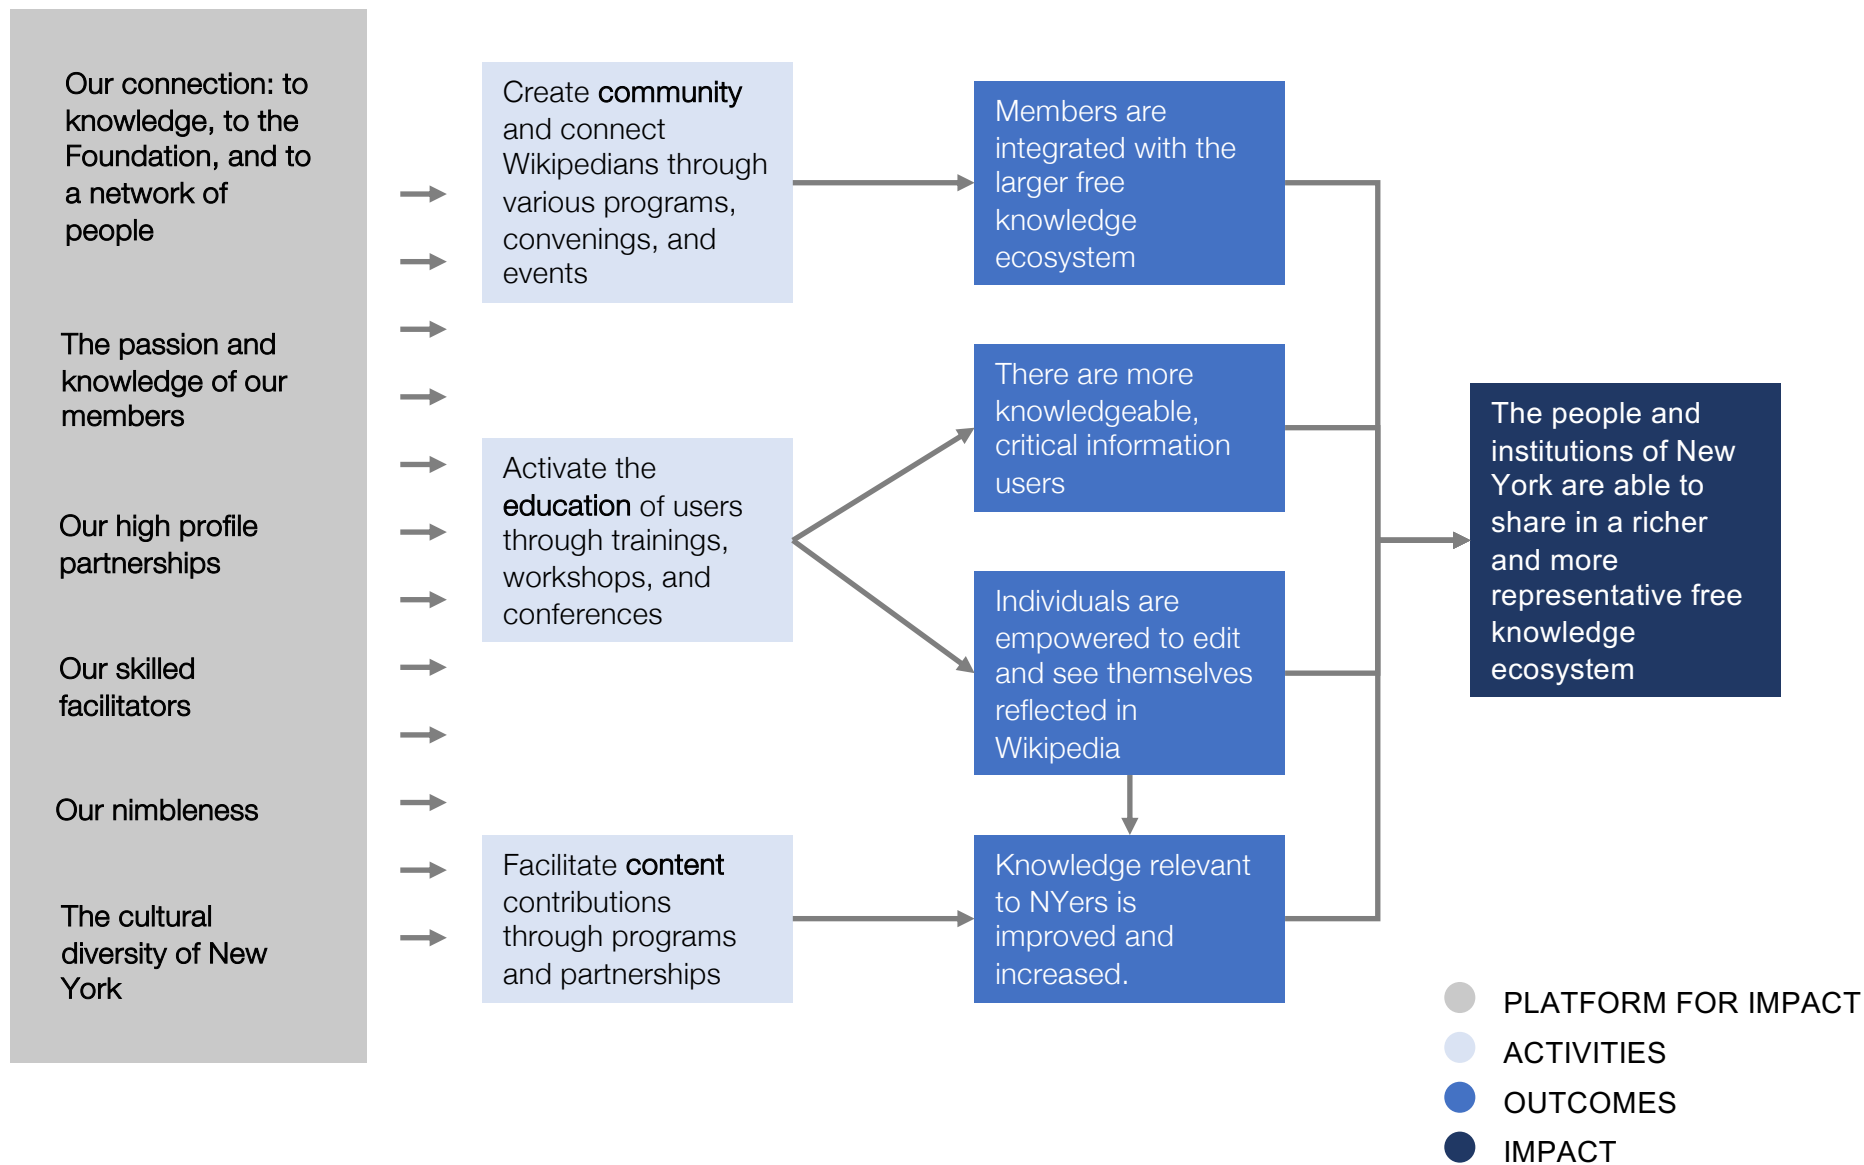 Our connection: to
knowledge, to the
Foundation, and to
a network of
people
The passion and
knowledge of our
members
Our high profile
partnerships
Our skilled
facilitators
Our nimbleness
The cultural
diversity of New
York
Create community
and connect
Wikipedians through
various programs,
convenings, and
events
Activate the
education of users
through trainings,
workshops, and
conferences
Facilitate content
contributions
through programs
and partnerships
Members are
integrated with the
larger free
knowledge
ecosystem
There are more
knowledgeable,
critical information
users
Individuals are
empowered to edit
and see themselves
reflected in
Wikipedia
Knowledge relevant
to NYers is
improved and
increased.
The people and
institutions of New
York are able to
share in a richer
and more
representative free
knowledge
ecosystem
PLATFORM FOR IMPACT
ACTIVITIES
OUTCOMES
IMPACT